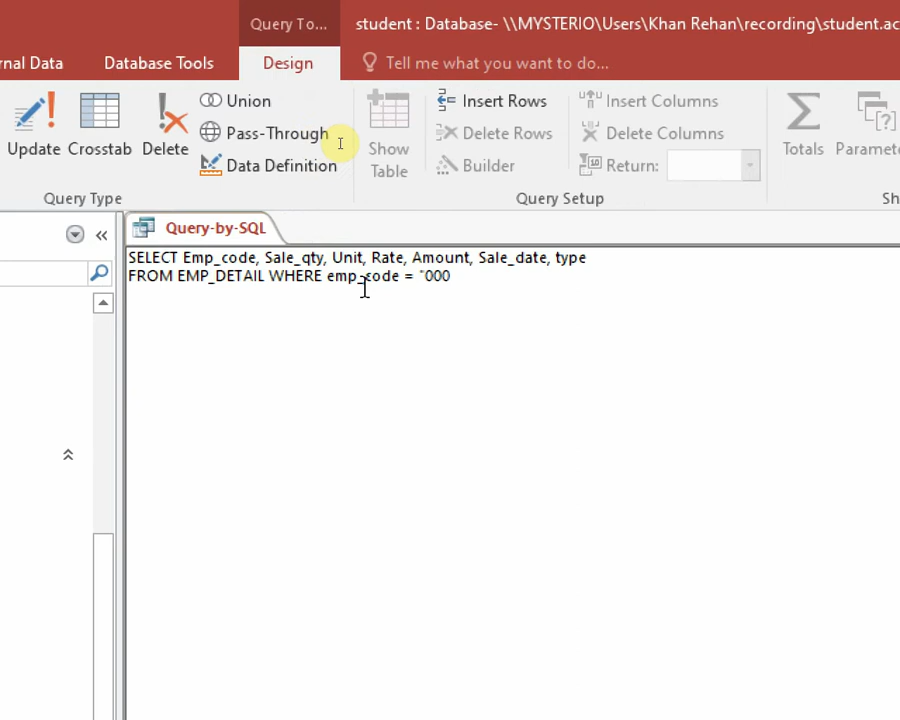 Query To... student : Database- \\MYSTERIO\Users\Khan Rehan\recording\student.ac
rnal Data Database Tools Design Tell me what you want to do...
Union Insert Rows Insert Columns
Pass-Through Delete Rows Delete Columns
Update Crosstab Delete Show Table Totals Paramete
Data Definition Builder Return:
Query Type Query Setup Sh
Query-by-SQL
SELECT Emp_code, Sale_qty, Unit, Rate, Amount, Sale_date, type
FROM EMP_DETAIL WHERE emp_code = "000